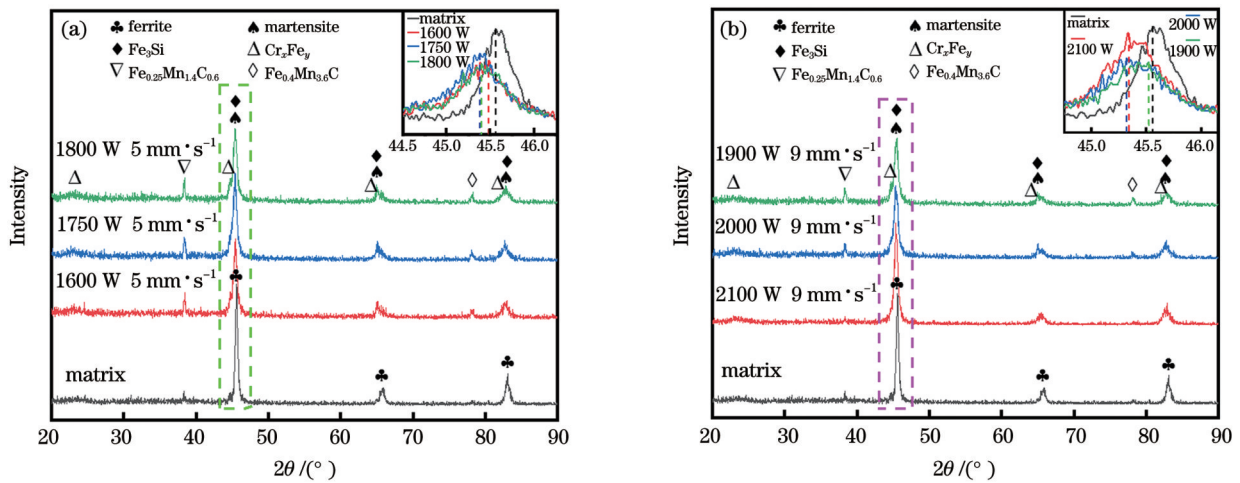 (a)
♣ ferrite
♠ martensite
♦ Fe₃Si
△ CrₓFeᵧ
▽ Fe₀.₂₅Mn₁.₄C₀.₆
◊ Fe₀.₄Mn₃.₆C
matrix
1600 W
1750 W
1800 W
44.5 45.0 45.5 46.0
1800 W 5 mm·s⁻¹
1750 W 5 mm·s⁻¹
1600 W 5 mm·s⁻¹
matrix
Intensity
20 30 40 50 60 70 80 90
2θ /(°)
(b)
♣ ferrite
♠ martensite
♦ Fe₃Si
△ CrₓFeᵧ
▽ Fe₀.₂₅Mn₁.₄C₀.₆
◊ Fe₀.₄Mn₃.₆C
matrix
2000 W
2100 W
1900 W
45.0 45.5 46.0
1900 W 9 mm·s⁻¹
2000 W 9 mm·s⁻¹
2100 W 9 mm·s⁻¹
matrix
Intensity
20 30 40 50 60 70 80 90
2θ /(°)